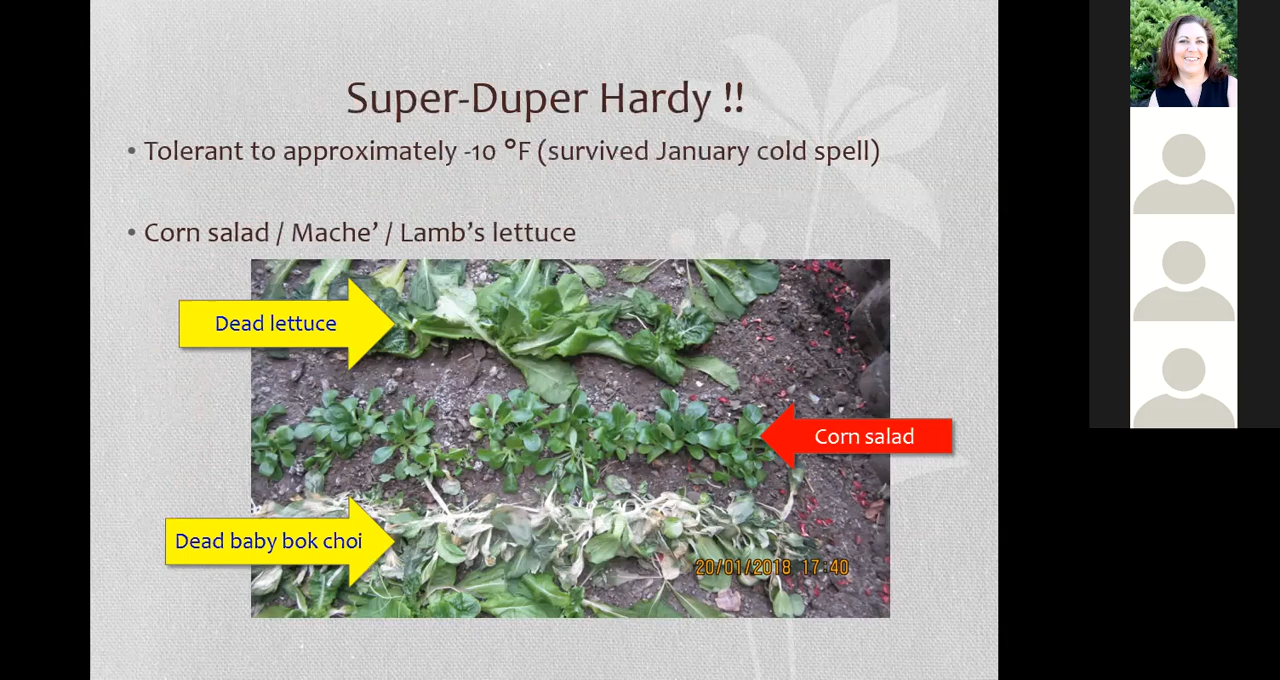 Super-Duper Hardy !!
• Tolerant to approximately -10 °F (survived January cold spell)
• Corn salad / Mache’ / Lamb’s lettuce
Dead lettuce
Corn salad
Dead baby bok choi
20/01/2018 17:40